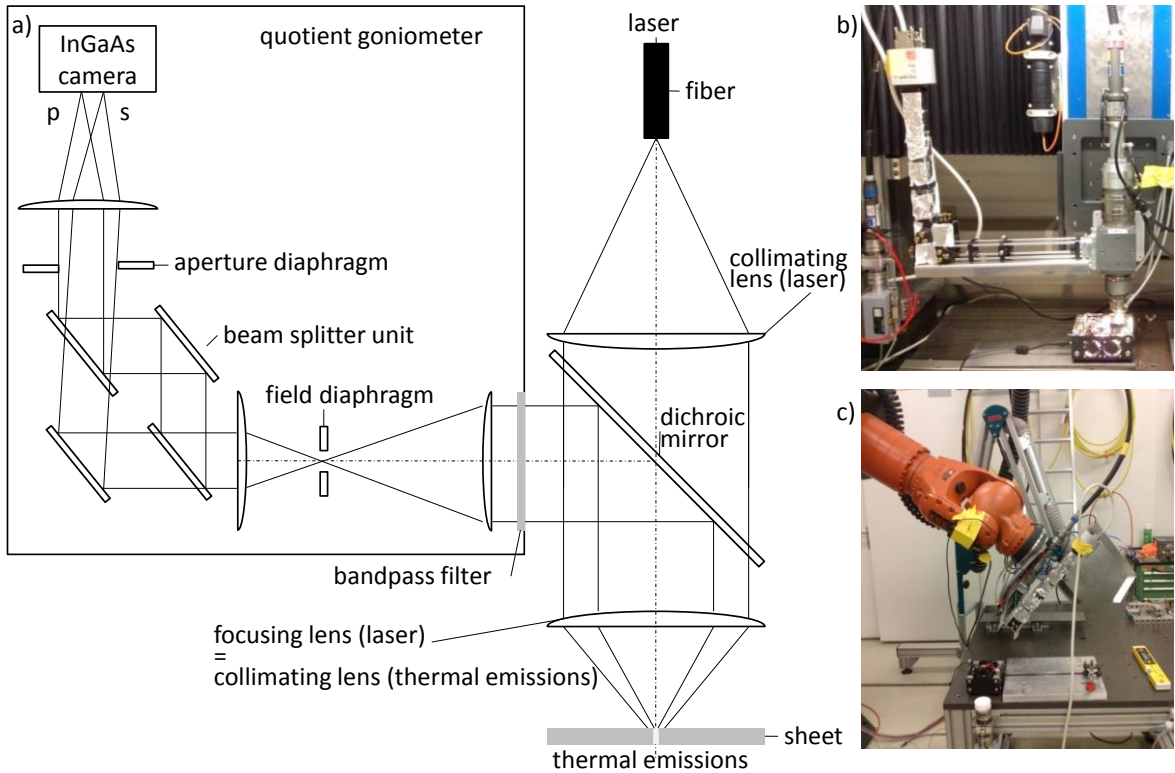 a)
InGaAs
camera
p
s
quotient goniometer
aperture diaphragm
beam splitter unit
field diaphragm
bandpass filter
laser
fiber
collimating
lens (laser)
dichroic
mirror
focusing lens (laser)
=
collimating lens (thermal emissions)
sheet
thermal emissions
b)
c)